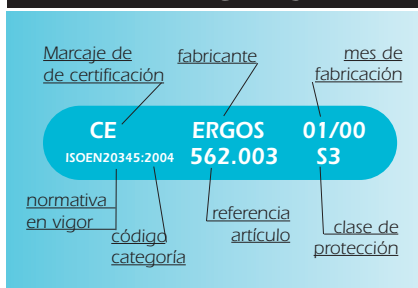 Marcaje de
de certificación
fabricante
mes de
fabricación
CE
ERGOS
01/00
ISOEN20345:2004
562.003
S3
normativa
en vigor
código
categoría
referencia
artículo
clase de
protección